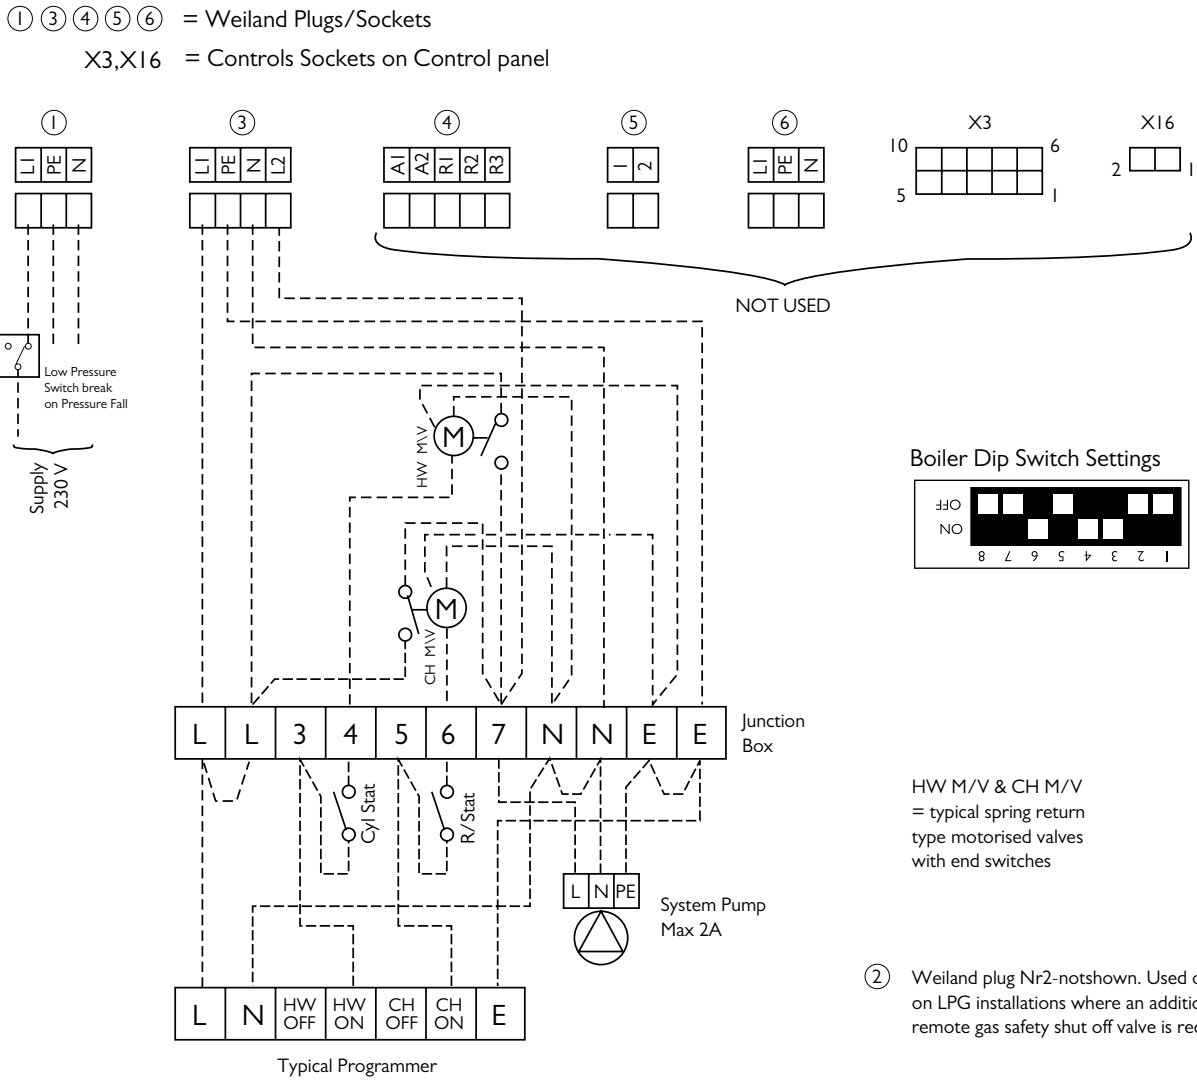 1 3 4 5 6 = Weiland Plugs/Sockets
X3,X16 = Controls Sockets on Control panel
1 3 4 5 6 X3 X16
L1 PE N
L1 PE N L2
A1 A2 R1 R2 R3
1 2
L1 PE N
10 6
5 1
2 1
NOT USED
Low Pressure
Switch break
on Pressure Fall
Supply
230 V
HW M\V
M
CH M\V
M
Boiler Dip Switch Settings
OFF
ON
8 7 6 5 4 3 2 1
L L 3 4 5 6 7 N N E E
Junction
Box
Cyl Stat
R/Stat
HW M/V & CH M/V
= typical spring return
type motorised valves
with end switches
L N PE
System Pump
Max 2A
2 Weiland plug Nr2-notshown. Used
on LPG installations where an
remote gas safety shut off valve is
L N HW OFF HW ON CH OFF CH ON E
Typical Programmer